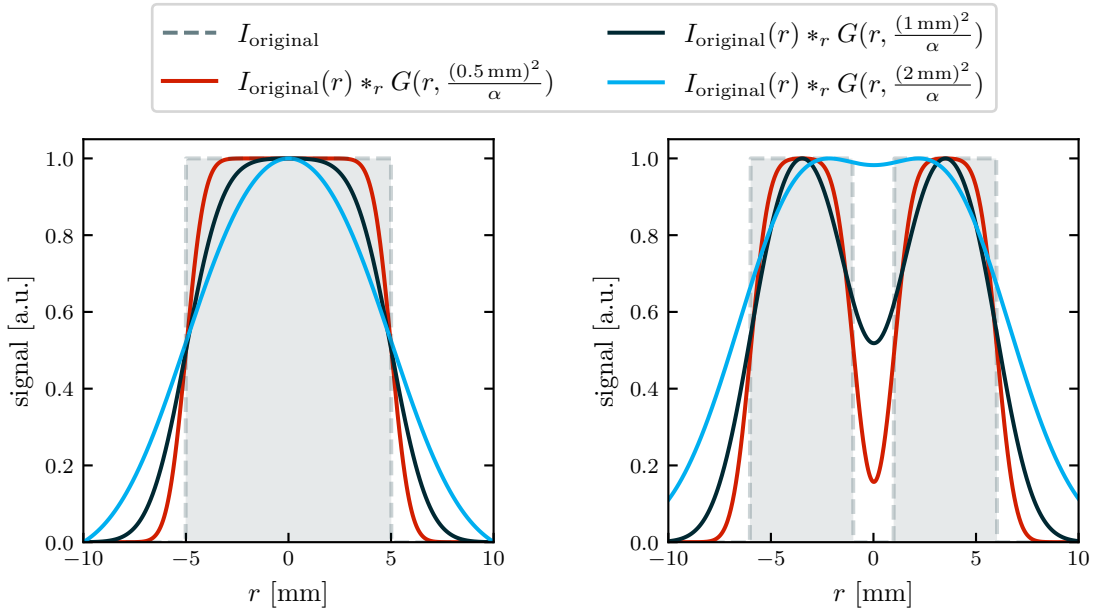 I_original
I_original(r) *_r G(r, (0.5 mm)²/α)
I_original(r) *_r G(r, (1 mm)²/α)
I_original(r) *_r G(r, (2 mm)²/α)
signal [a.u.]
1.0
0.8
0.6
0.4
0.2
0.0
−10 −5 0 5 10
r [mm]
signal [a.u.]
1.0
0.8
0.6
0.4
0.2
0.0
−10 −5 0 5 10
r [mm]